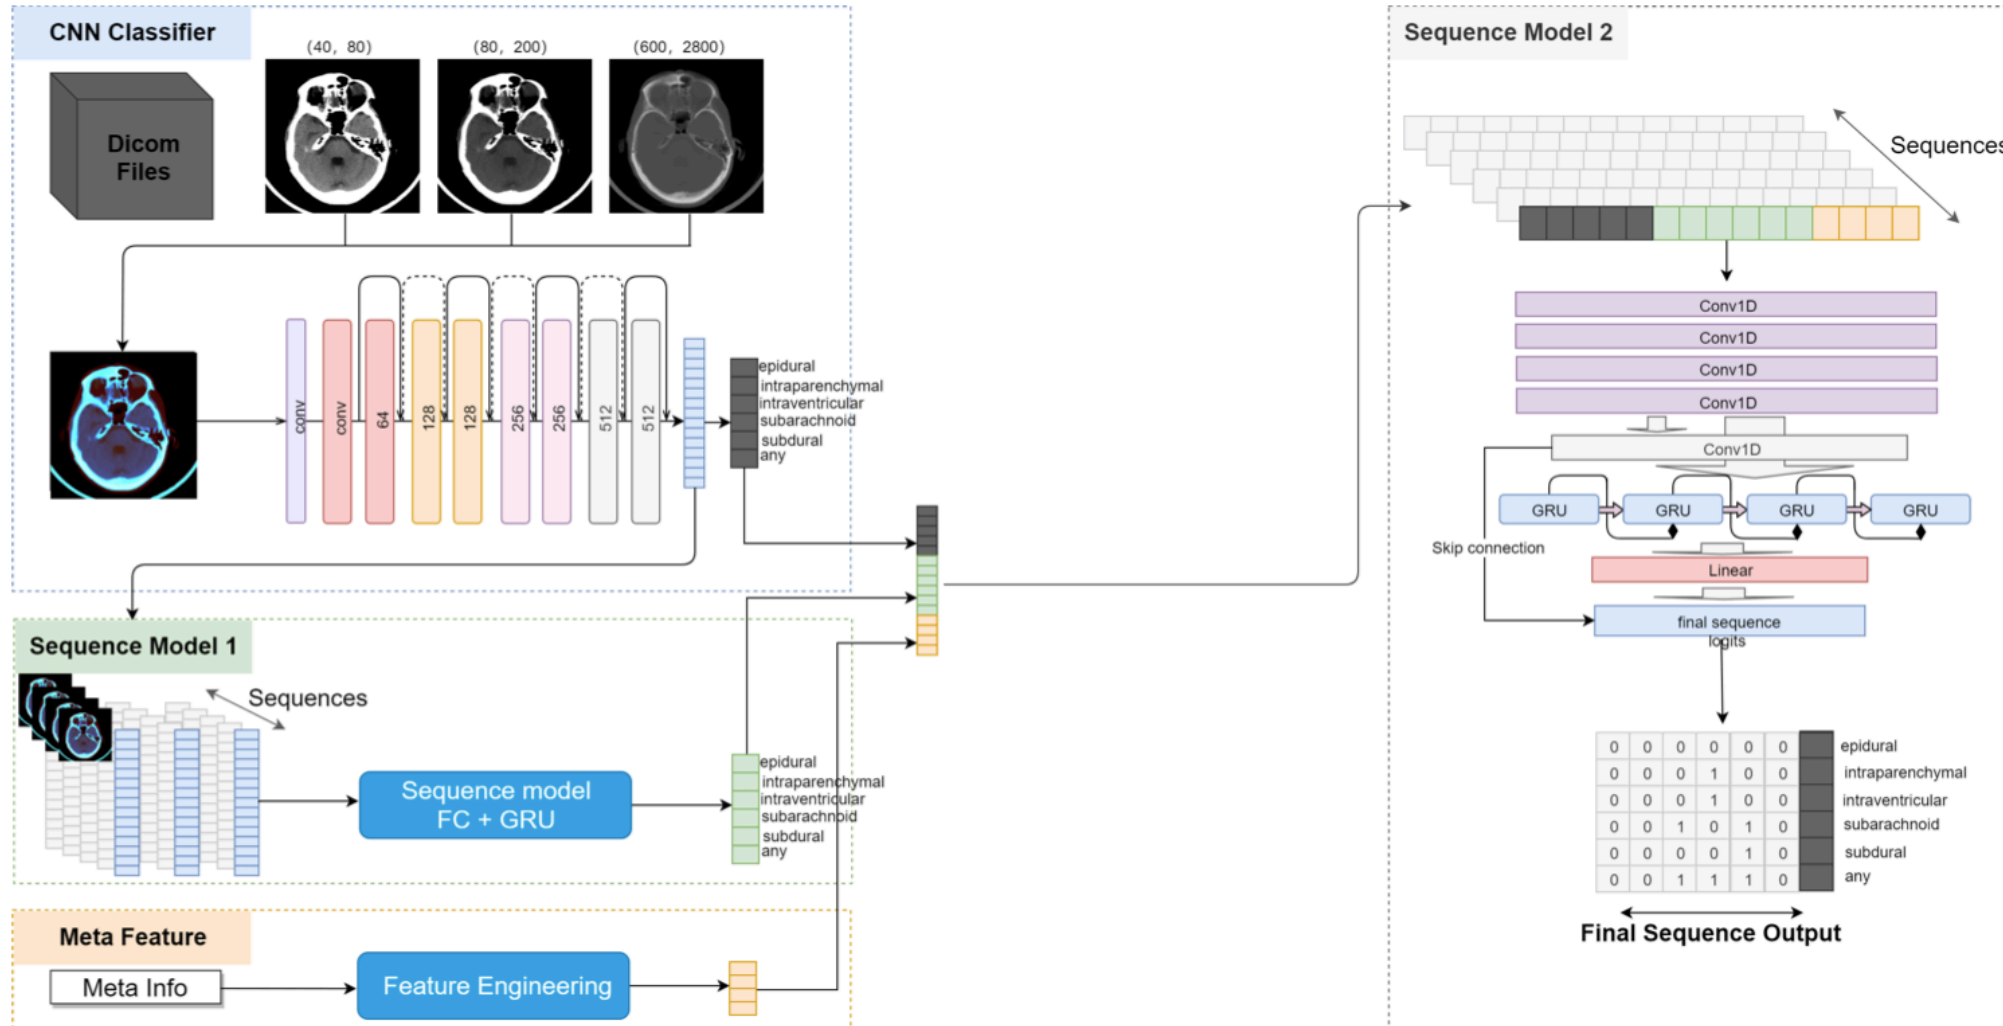 CNN Classifier
(40, 80)
(80, 200)
(600, 2800)
Dicom
Files
conv
conv
64
128
128
256
256
512
512
epidural
intraparenchymal
intraventricular
subarachnoid
subdural
any
Sequence Model 1
Sequences
Sequence model
FC + GRU
epidural
intraparenchymal
intraventricular
subarachnoid
subdural
any
Meta Feature
Meta Info
Feature Engineering
Sequence Model 2
Sequences
Conv1D
Conv1D
Conv1D
Conv1D
Conv1D
GRU GRU GRU GRU
Skip connection
Linear
final sequence
logits
0 0 0 0 0 0 epidural
0 0 0 1 0 0 intraparenchymal
0 0 0 1 0 0 intraventricular
0 0 1 0 1 0 subarachnoid
0 0 0 0 1 0 subdural
0 0 1 1 1 0 any
Final Sequence Output